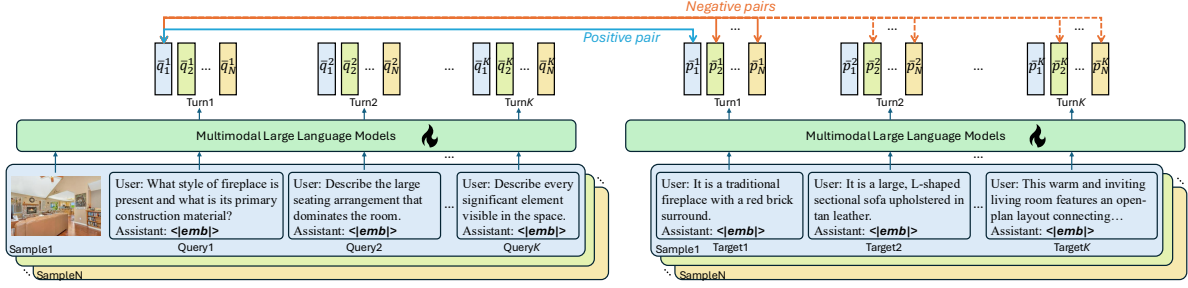 Negative pairs
Positive pair
...
...
...
q̄₁¹ q̄₂¹ ... q̄_N¹
q̄₁² q̄₂² ... q̄_N²
...
q̄₁ᴷ q̄₂ᴷ ... q̄_Nᴷ
Turn1
Turn2
TurnK
p̄₁¹ p̄₂¹ ... p̄_N¹
p̄₁² p̄₂² ... p̄_N²
...
p̄₁ᴷ p̄₂ᴷ ... p̄_Nᴷ
Turn1
Turn2
TurnK
Multimodal Large Language Models
Multimodal Large Language Models
...
User: What style of fireplace is
present and what is its primary
construction material?
Assistant: <|emb|>
Query1
User: Describe the large
seating arrangement that
dominates the room.
Assistant: <|emb|>
Query2
...
User: Describe every
significant element
visible in the space.
Assistant: <|emb|>
QueryK
Sample1
SampleN
...
User: It is a traditional
fireplace with a red brick
surround.
Assistant: <|emb|>
Target1
User: It is a large, L-shaped
sectional sofa upholstered in
tan leather.
Assistant: <|emb|>
Target2
...
User: This warm and inviting
living room features an open-
plan layout connecting…
Assistant: <|emb|>
TargetK
Sample1
SampleN